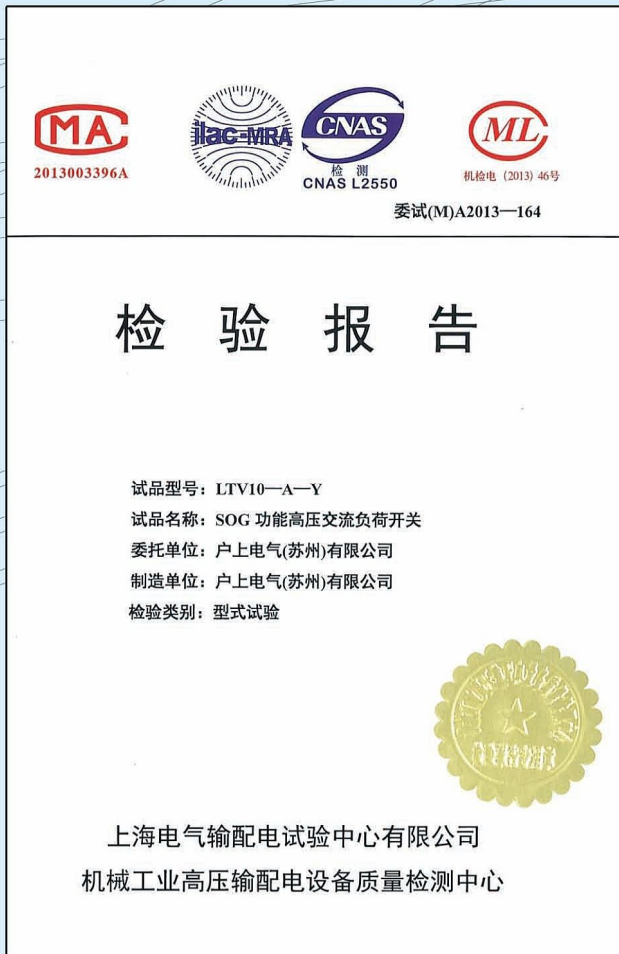 MA
2013003396A
ilac-MRA
CNAS
检 测
CNAS L2550
ML
机检电 (2013) 46号
委试(M)A2013—164
检 验 报 告
试品型号: LTV10—A—Y
试品名称: SOG 功能高压交流负荷开关
委托单位: 户上电气(苏州)有限公司
制造单位: 户上电气(苏州)有限公司
检验类别: 型式试验
上海电气输配电试验中心有限公司
机械工业高压输配电设备质量检测中心